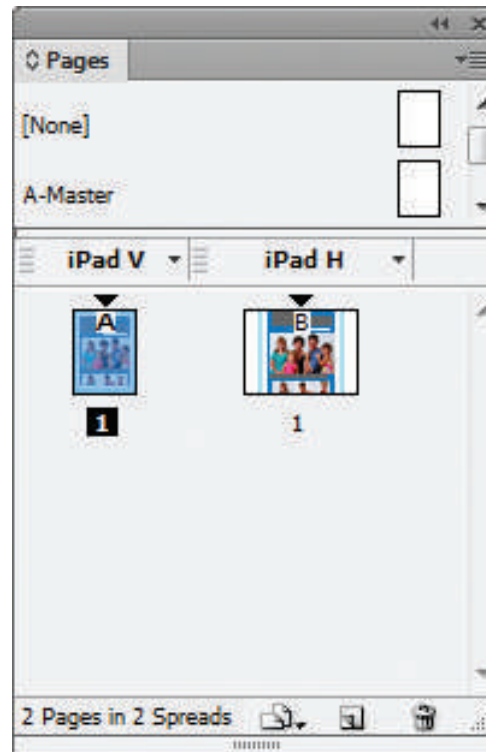 Pages
[None]
A-Master
iPad V iPad H
A B
1 1
2 Pages in 2 Spreads